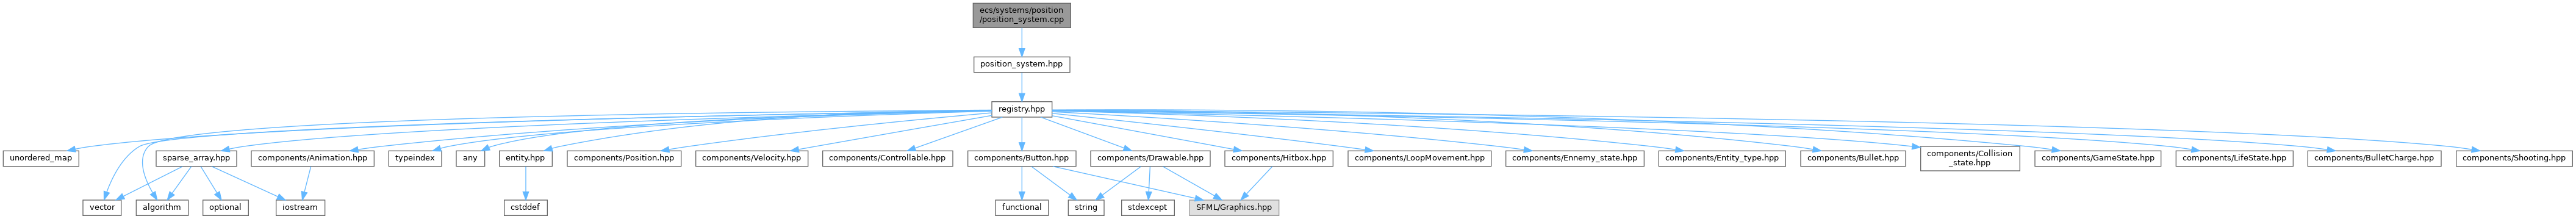 ecs/systems/position
/position_system.cpp
position_system.hpp
registry.hpp
unordered_map
sparse_array.hpp
components/Animation.hpp
typeindex
any
entity.hpp
components/Position.hpp
components/Velocity.hpp
components/Controllable.hpp
components/Button.hpp
components/Drawable.hpp
components/Hitbox.hpp
components/LoopMovement.hpp
components/Ennemy_state.hpp
components/Entity_type.hpp
components/Bullet.hpp
components/Collision
_state.hpp
components/GameState.hpp
components/LifeState.hpp
components/BulletCharge.hpp
components/Shooting.hpp
vector
algorithm
optional
iostream
cstddef
functional
string
stdexcept
SFML/Graphics.hpp